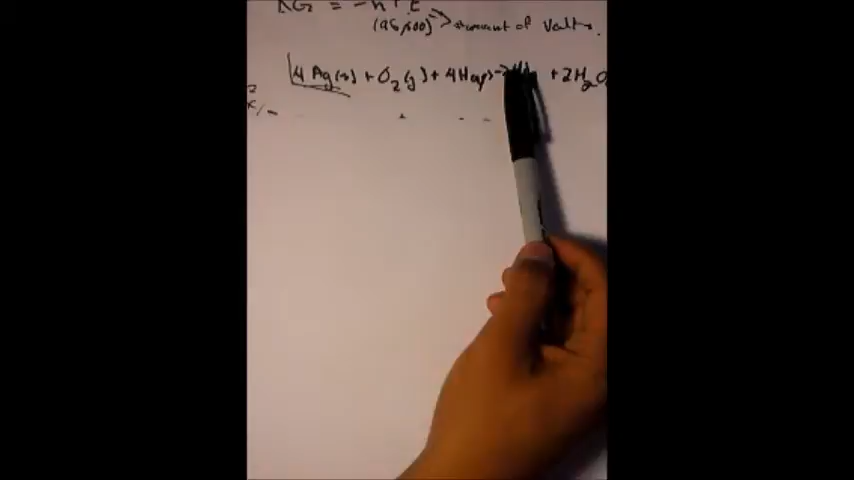 ΔG = -nFE
(96,500) > amount of Volts.
4 Ag(s) + O2(g) + 4H(aq) → + 2H2O